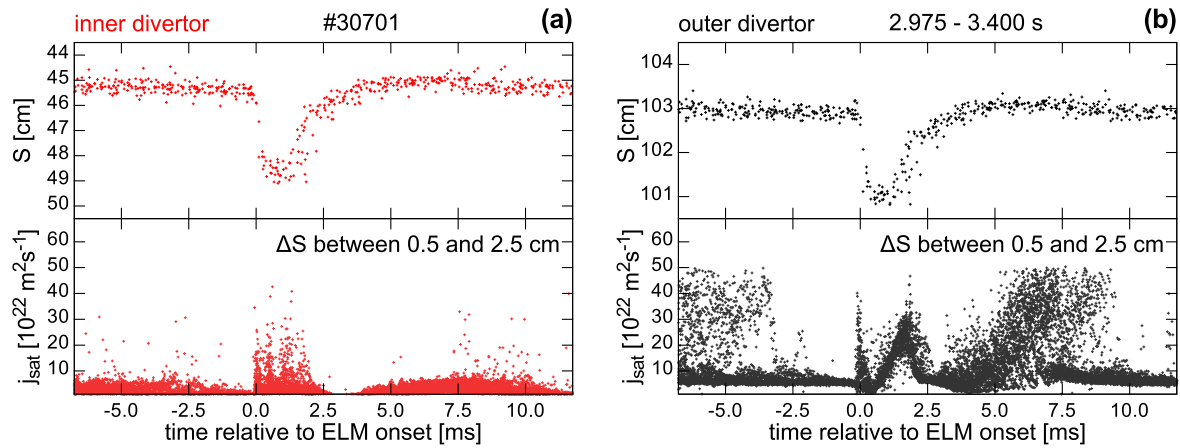 inner divertor #30701 (a)
44
45
46
47
48
49
50
S [cm]
ΔS between 0.5 and 2.5 cm
60
50
40
30
20
10
jsat [10²² m²s⁻¹]
-5.0 -2.5 0.0 2.5 5.0 7.5 10.0
time relative to ELM onset [ms]
outer divertor 2.975 - 3.400 s (b)
104
103
102
101
S [cm]
ΔS between 0.5 and 2.5 cm
60
50
40
30
20
10
jsat [10²² m²s⁻¹]
-5.0 -2.5 0.0 2.5 5.0 7.5 10.0
time relative to ELM onset [ms]